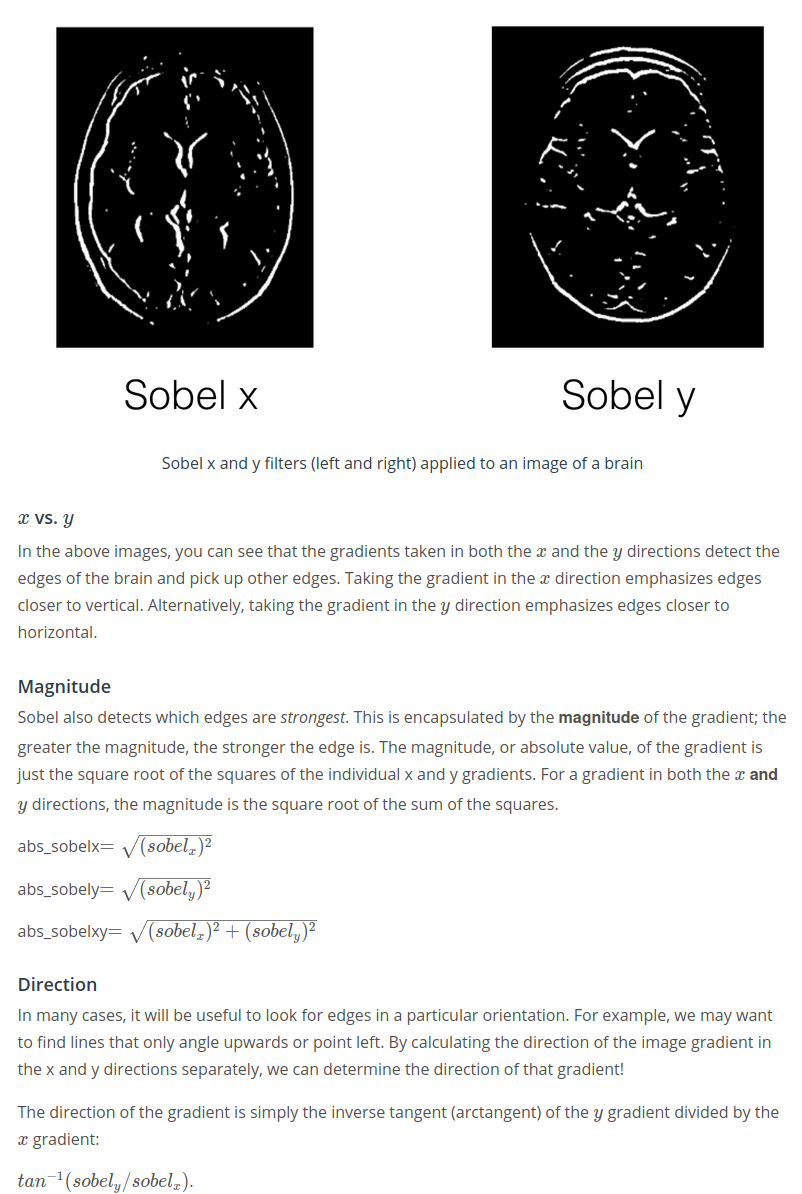 Sobel x
Sobel y
Sobel x and y filters (left and right) applied to an image of a brain
x vs. y
In the above images, you can see that the gradients taken in both the x and the y directions detect the
edges of the brain and pick up other edges. Taking the gradient in the x direction emphasizes edges
closer to vertical. Alternatively, taking the gradient in the y direction emphasizes edges closer to
horizontal.
Magnitude
Sobel also detects which edges are strongest. This is encapsulated by the magnitude of the gradient; the
greater the magnitude, the stronger the edge is. The magnitude, or absolute value, of the gradient is
just the square root of the squares of the individual x and y gradients. For a gradient in both the x and
y directions, the magnitude is the square root of the sum of the squares.
abs_sobelx= √(sobelₓ)²
abs_sobely= √(sobel_y)²
abs_sobelxy= √(sobelₓ)² + (sobel_y)²
Direction
In many cases, it will be useful to look for edges in a particular orientation. For example, we may want
to find lines that only angle upwards or point left. By calculating the direction of the image gradient in
the x and y directions separately, we can determine the direction of that gradient!
The direction of the gradient is simply the inverse tangent (arctangent) of the y gradient divided by the
x gradient:
tan⁻¹(sobel_y/sobelₓ).